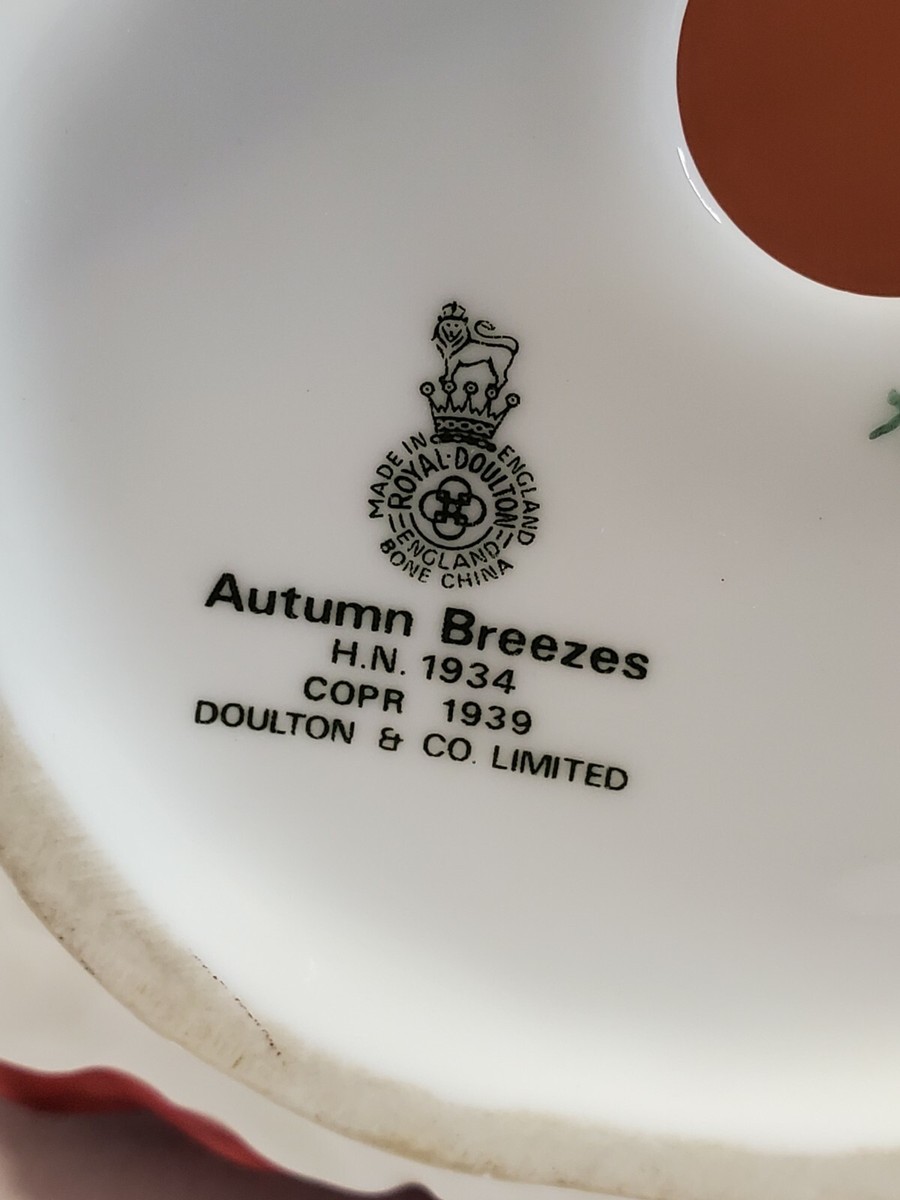 MADE IN ENGLAND
ROYAL·DOULTON
ENGLAND
BONE CHINA
Autumn Breezes
H.N. 1934
COPR 1939
DOULTON & CO. LIMITED